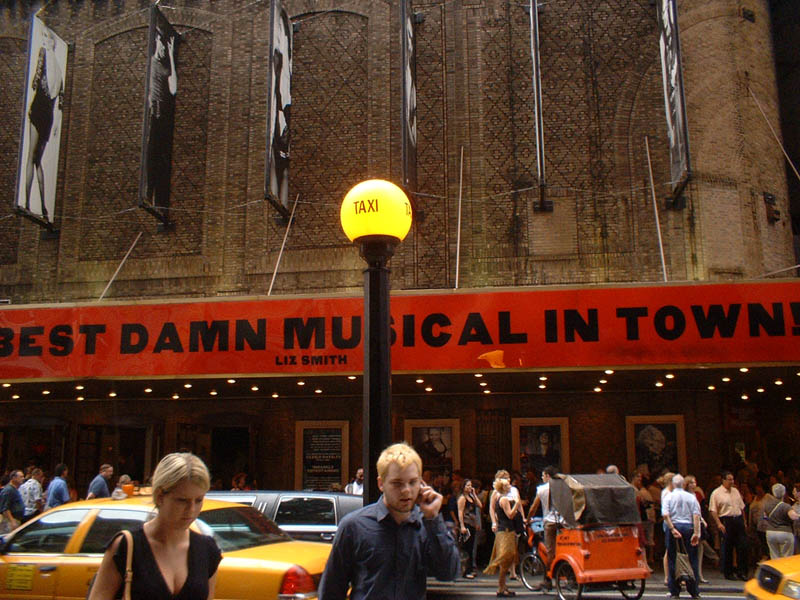 TAXI
BEST DAMN MUSICAL IN TOWN!
LIZ SMITH